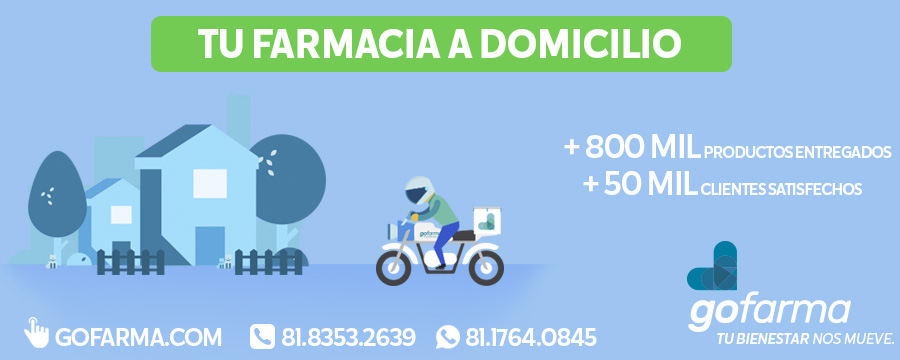 TU FARMACIA A DOMICILIO
+ 800 MIL PRODUCTOS ENTREGADOS
+ 50 MIL CLIENTES SATISFECHOS
gofarma
gofarma
TU BIENESTAR NOS MUEVE.
GOFARMA.COM 81.8353.2639 81.1764.0845